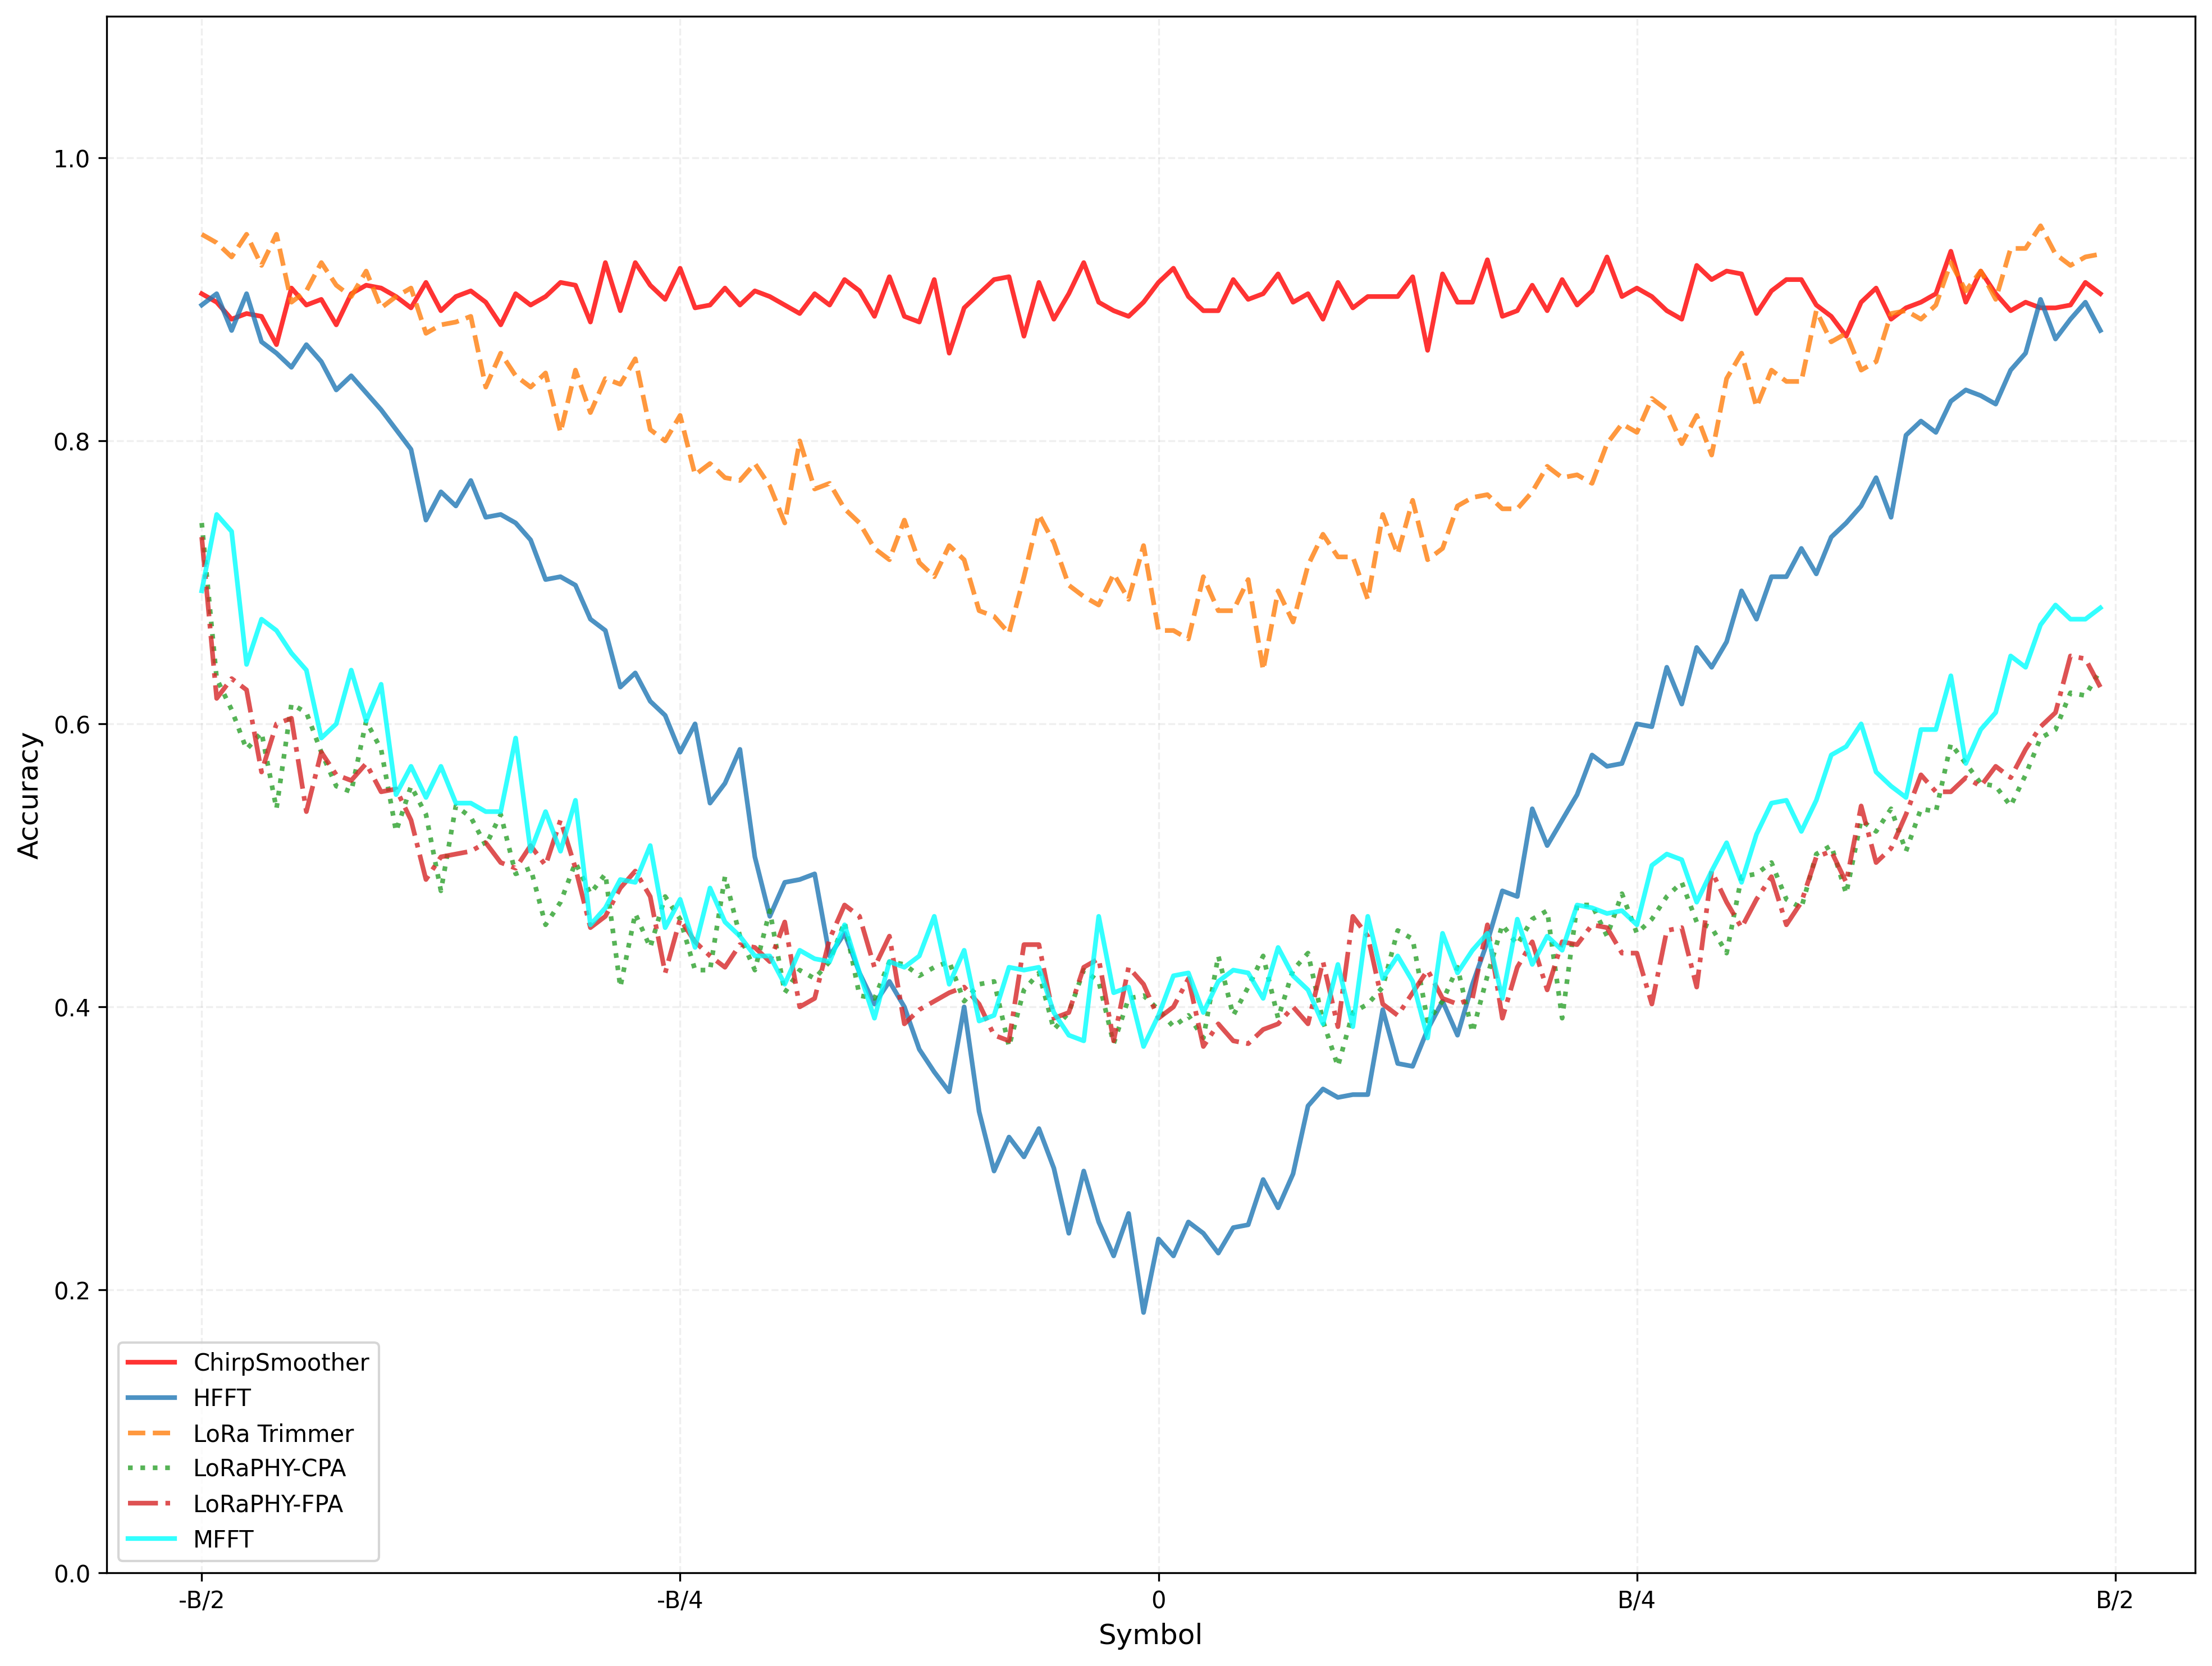 1.0
0.8
0.6
0.4
0.2
0.0
Accuracy
ChirpSmoother
HFFT
LoRa Trimmer
LoRaPHY-CPA
LoRaPHY-FPA
MFFT
-B/2 -B/4 0 B/4 B/2
Symbol